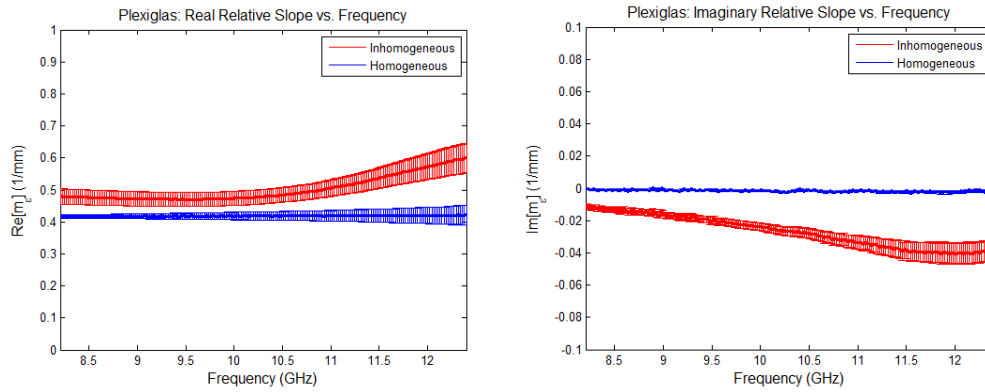 Plexiglas: Real Relative Slope vs. Frequency
1
0.9
0.8
0.7
0.6
0.5
0.4
0.3
0.2
0.1
0
Re[m_ε] (1/mm)
Inhomogeneous
Homogeneous
8.5 9 9.5 10 10.5 11 11.5 12
Frequency (GHz)
Plexiglas: Imaginary Relative Slope vs. Frequency
0.1
0.08
0.06
0.04
0.02
0
-0.02
-0.04
-0.06
-0.08
-0.1
Im[m_ε] (1/mm)
Inhomogeneous
Homogeneous
8.5 9 9.5 10 10.5 11 11.5 12
Frequency (GHz)